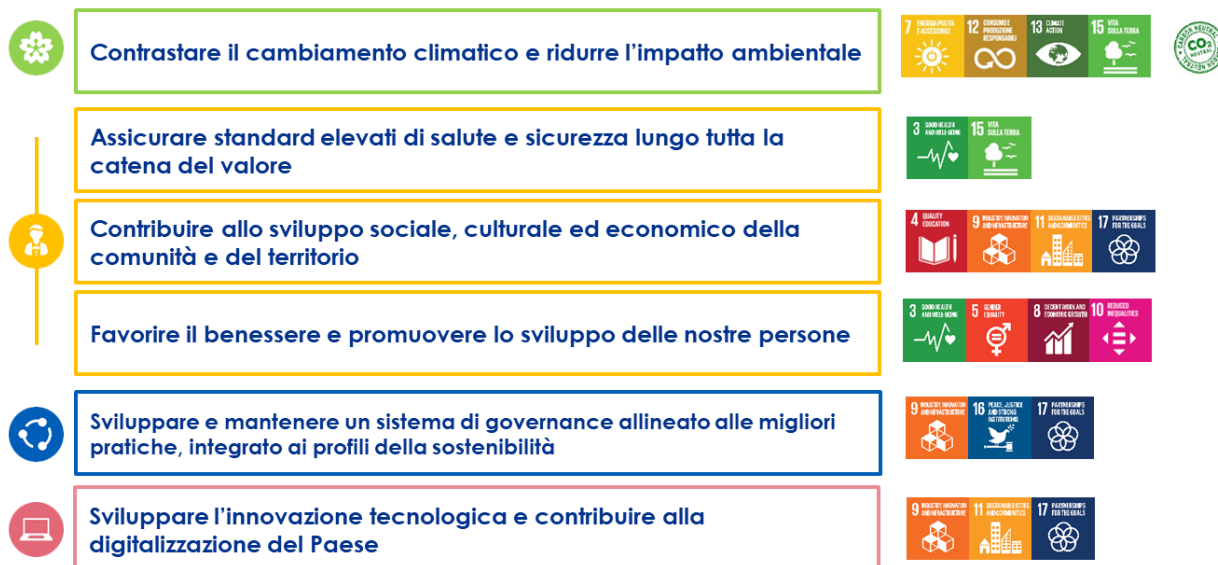 Contrastare il cambiamento climatico e ridurre l’impatto ambientale
7 ENERGIA PULITA
E ACCESSIBILE
12 CONSUMO E
PRODUZIONE
RESPONSABILI
13 CLIMATE
ACTION
15 VITA
SULLA TERRA
CARBON NEUTRAL
CO2
NEUTRAL
CARBON NEUTRAL
Assicurare standard elevati di salute e sicurezza lungo tutta la
catena del valore
3 GOOD HEALTH
AND WELL-BEING
15 VITA
SULLA TERRA
Contribuire allo sviluppo sociale, culturale ed economico della
comunità e del territorio
4 QUALITY
EDUCATION
9 INDUSTRY, INNOVATION
AND INFRASTRUCTURE
11 SUSTAINABLE CITIES
AND COMMUNITIES
17 PARTNERSHIPS
FOR THE GOALS
Favorire il benessere e promuovere lo sviluppo delle nostre persone
3 GOOD HEALTH
AND WELL-BEING
5 GENDER
EQUALITY
8 DECENT WORK AND
ECONOMIC GROWTH
10 REDUCED
INEQUALITIES
Sviluppare e mantenere un sistema di governance allineato alle migliori
pratiche, integrato ai profili della sostenibilità
9 INDUSTRY, INNOVATION
AND INFRASTRUCTURE
16 PEACE, JUSTICE
AND STRONG
INSTITUTIONS
17 PARTNERSHIPS
FOR THE GOALS
Sviluppare l’innovazione tecnologica e contribuire alla
digitalizzazione del Paese
9 INDUSTRY, INNOVATION
AND INFRASTRUCTURE
11 SUSTAINABLE CITIES
AND COMMUNITIES
17 PARTNERSHIPS
FOR THE GOALS